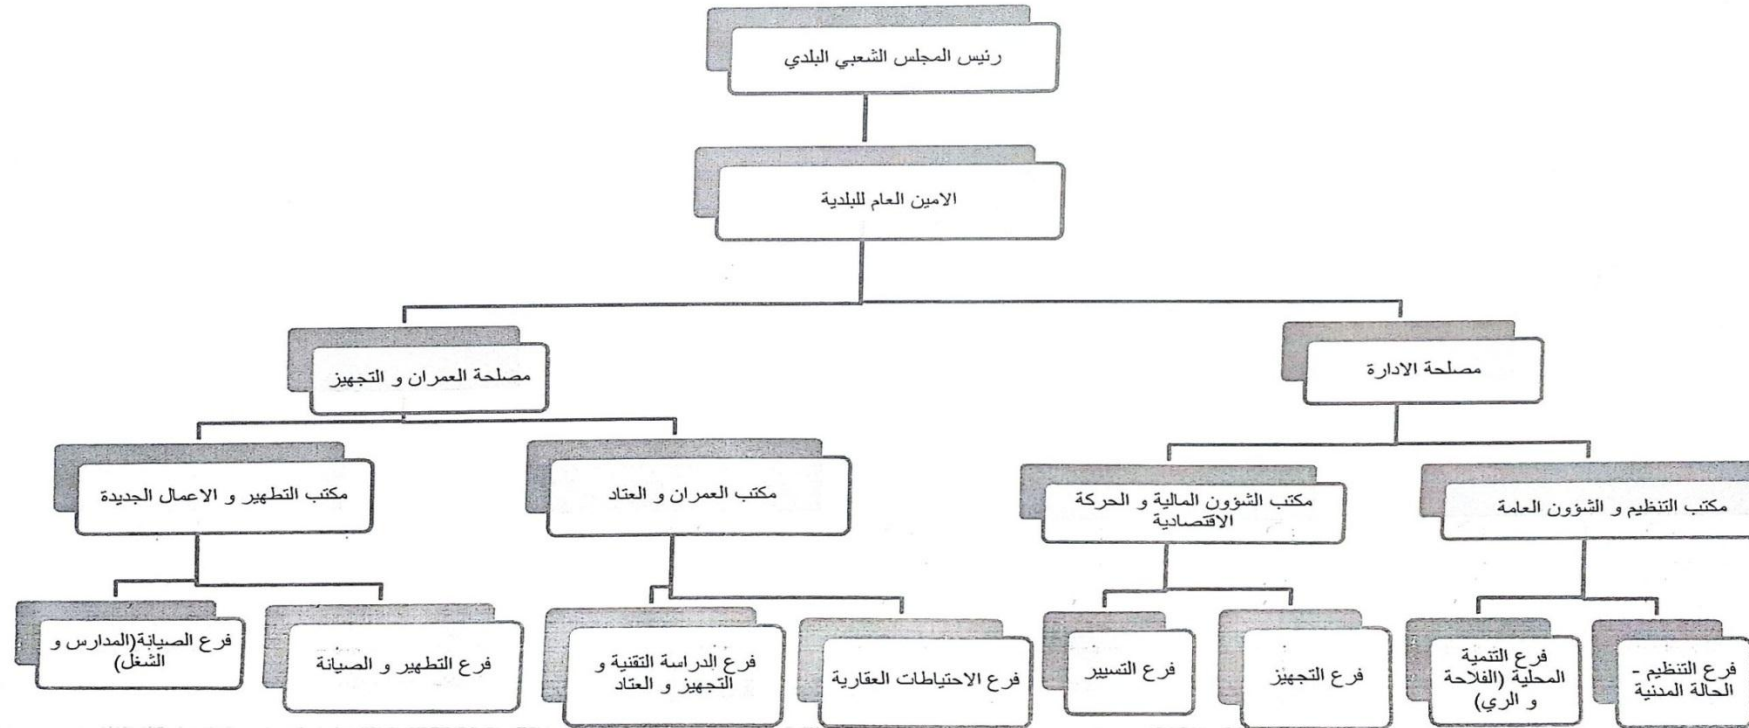 رئيس المجلس الشعبي البلدي
الامين العام للبلدية
مصلحة الادارة
مصلحة العمران و التجهيز
مكتب التنظيم و الشؤون العامة
مكتب الشؤون المالية و الحركة
الاقتصادية
مكتب العمران و العتاد
مكتب التطهير و الاعمال الجديدة
فرع التنظيم -
الحالة المدنية
فرع التنمية
المحلية (الفلاحة
و الري)
فرع التجهيز
فرع التسيير
فرع الاحتياطات العقارية
فرع الدراسة التقنية و
التجهيز و العتاد
فرع التطهير و الصيانة
فرع الصيانة(المدارس و
الشغل)